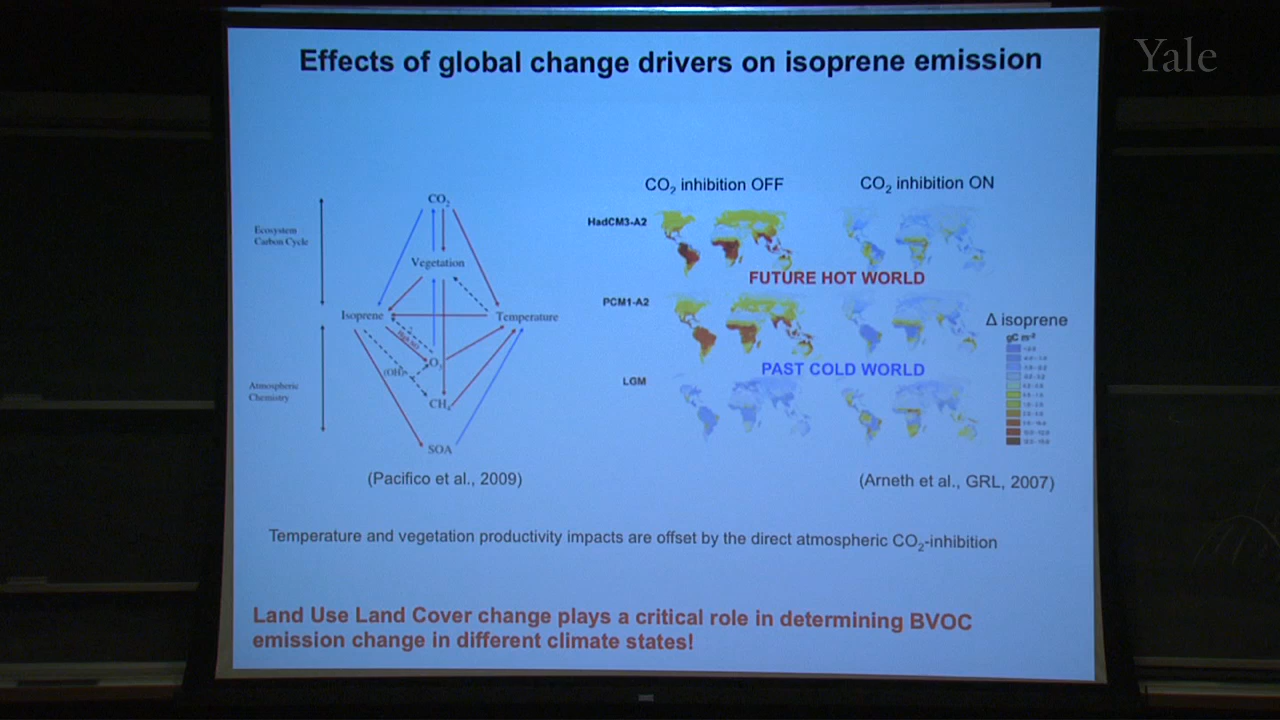 Effects of global change drivers on isoprene emission
Yale
CO₂ inhibition OFF
CO₂ inhibition ON
CO₂
HadCM3-A2
Ecosystem
Carbon Cycle
Vegetation
FUTURE HOT WORLD
PCM1-A2
Isoprene
Temperature
Δ isoprene
gC m⁻²
O₃
(OH)
PAST COLD WORLD
LGM
Atmospheric
Chemistry
CH₄
SOA
(Pacifico et al., 2009)
(Arneth et al., GRL, 2007)
Temperature and vegetation productivity impacts are offset by the direct atmospheric CO₂-inhibition
Land Use Land Cover change plays a critical role in determining BVOC
emission change in different climate states!